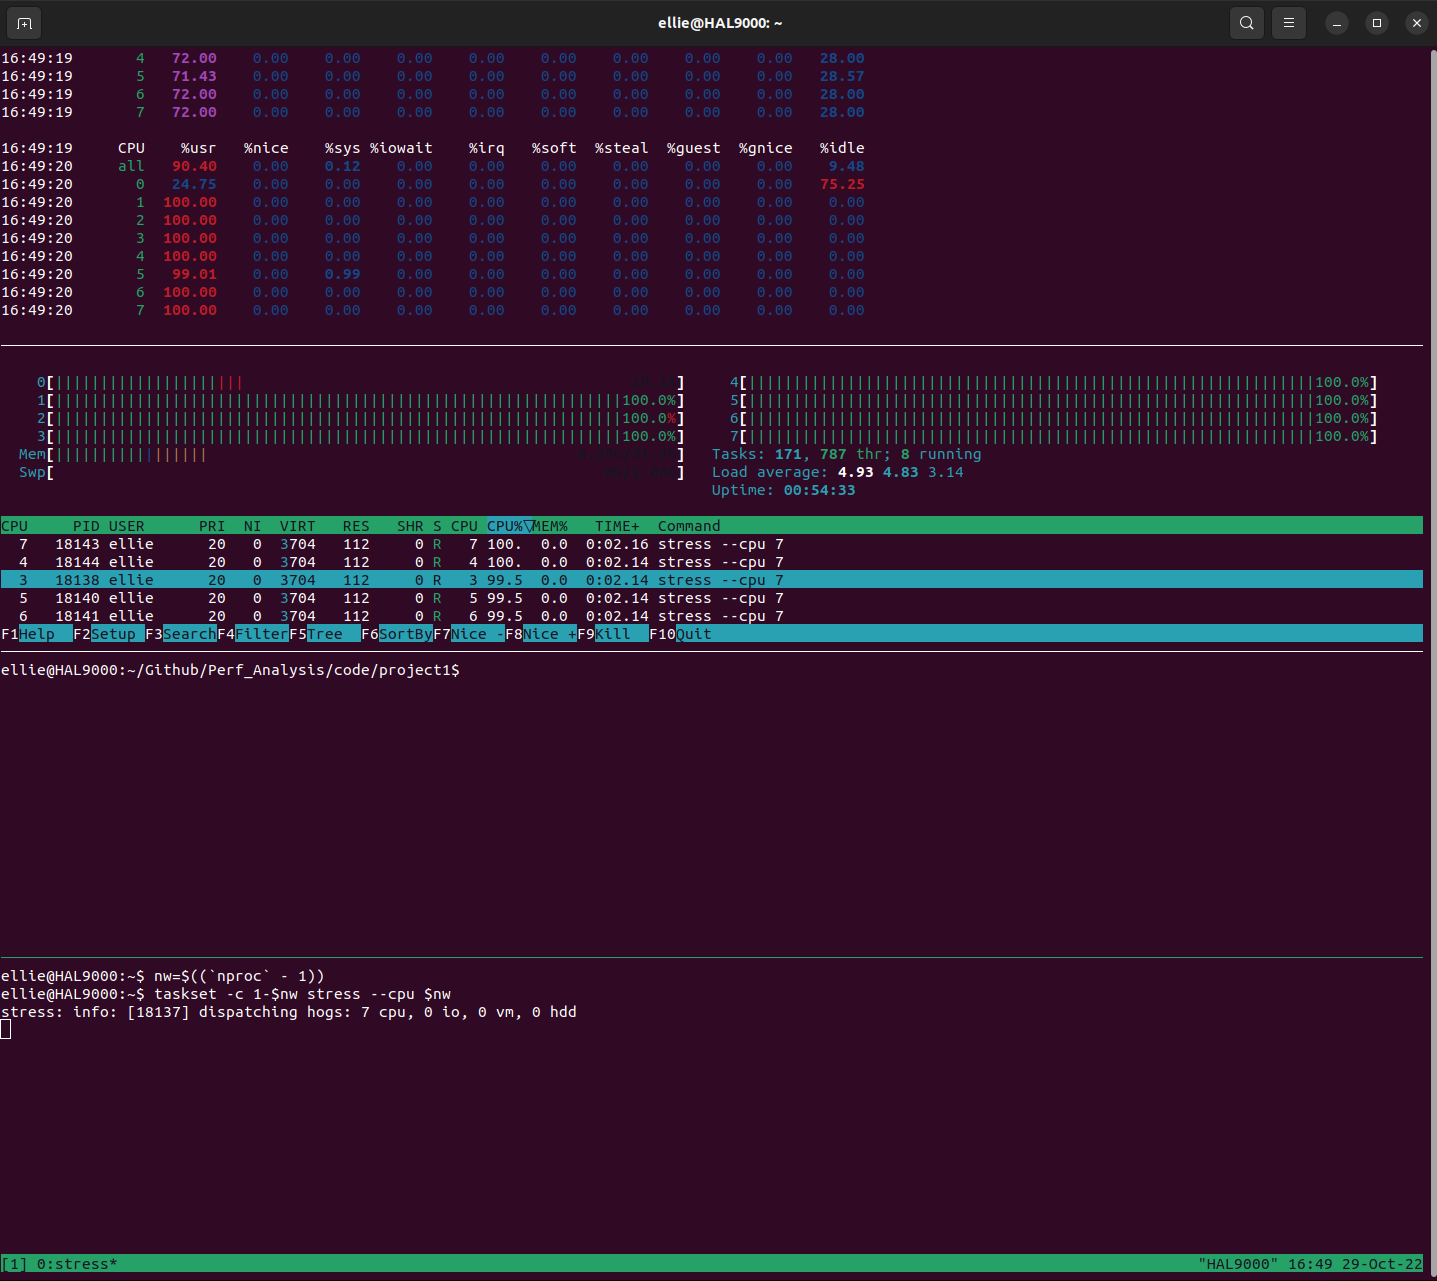 ellie@HAL9000: ~
16:49:19 4 72.00 0.00 0.00 0.00 0.00 0.00 0.00 0.00 0.00 28.00
16:49:19 5 71.43 0.00 0.00 0.00 0.00 0.00 0.00 0.00 0.00 28.57
16:49:19 6 72.00 0.00 0.00 0.00 0.00 0.00 0.00 0.00 0.00 28.00
16:49:19 7 72.00 0.00 0.00 0.00 0.00 0.00 0.00 0.00 0.00 28.00
16:49:19 CPU %usr %nice %sys %iowait %irq %soft %steal %guest %gnice %idle
16:49:20 all 90.40 0.00 0.12 0.00 0.00 0.00 0.00 0.00 0.00 9.48
16:49:20 0 24.75 0.00 0.00 0.00 0.00 0.00 0.00 0.00 0.00 75.25
16:49:20 1 100.00 0.00 0.00 0.00 0.00 0.00 0.00 0.00 0.00 0.00
16:49:20 2 100.00 0.00 0.00 0.00 0.00 0.00 0.00 0.00 0.00 0.00
16:49:20 3 100.00 0.00 0.00 0.00 0.00 0.00 0.00 0.00 0.00 0.00
16:49:20 4 100.00 0.00 0.00 0.00 0.00 0.00 0.00 0.00 0.00 0.00
16:49:20 5 99.01 0.00 0.99 0.00 0.00 0.00 0.00 0.00 0.00 0.00
16:49:20 6 100.00 0.00 0.00 0.00 0.00 0.00 0.00 0.00 0.00 0.00
16:49:20 7 100.00 0.00 0.00 0.00 0.00 0.00 0.00 0.00 0.00 0.00
0[||||||||||||||||||||| ] 4[||||||||||||||||||||||||||||||||||||||||||||||||||||||||||||||||100.0%]
1[||||||||||||||||||||||||||||||||||||||||||||||||||||||||||||||||100.0%] 5[||||||||||||||||||||||||||||||||||||||||||||||||||||||||||||||||100.0%]
2[||||||||||||||||||||||||||||||||||||||||||||||||||||||||||||||||100.0%] 6[||||||||||||||||||||||||||||||||||||||||||||||||||||||||||||||||100.0%]
3[||||||||||||||||||||||||||||||||||||||||||||||||||||||||||||||||100.0%] 7[||||||||||||||||||||||||||||||||||||||||||||||||||||||||||||||||100.0%]
Mem[||||||||||||||||| ] Tasks: 171, 787 thr; 8 running
Swp[ ] Load average: 4.93 4.83 3.14
Uptime: 00:54:33
CPU PID USER PRI NI VIRT RES SHR S CPU CPU%▽MEM% TIME+ Command
7 18143 ellie 20 0 3704 112 0 R 7 100. 0.0 0:02.16 stress --cpu 7
4 18144 ellie 20 0 3704 112 0 R 4 100. 0.0 0:02.14 stress --cpu 7
3 18138 ellie 20 0 3704 112 0 R 3 99.5 0.0 0:02.14 stress --cpu 7
5 18140 ellie 20 0 3704 112 0 R 5 99.5 0.0 0:02.14 stress --cpu 7
6 18141 ellie 20 0 3704 112 0 R 6 99.5 0.0 0:02.14 stress --cpu 7
F1Help F2Setup F3SearchF4FilterF5Tree F6SortByF7Nice -F8Nice +F9Kill F10Quit
ellie@HAL9000:~/Github/Perf_Analysis/code/project1$
ellie@HAL9000:~$ nw=$((`nproc` - 1))
ellie@HAL9000:~$ taskset -c 1-$nw stress --cpu $nw
stress: info: [18137] dispatching hogs: 7 cpu, 0 io, 0 vm, 0 hdd
[1] 0:stress* "HAL9000" 16:49 29-Oct-22